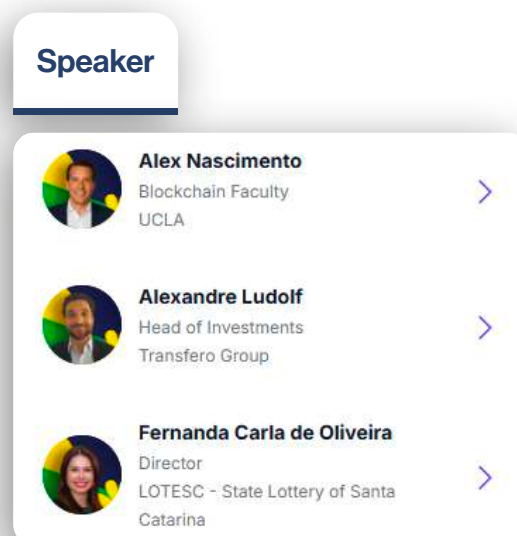 Speaker
Alex Nascimento
Blockchain Faculty
UCLA
Alexandre Ludolf
Head of Investments
Transfero Group
Fernanda Carla de Oliveira
Director
LOTESC - State Lottery of Santa
Catarina